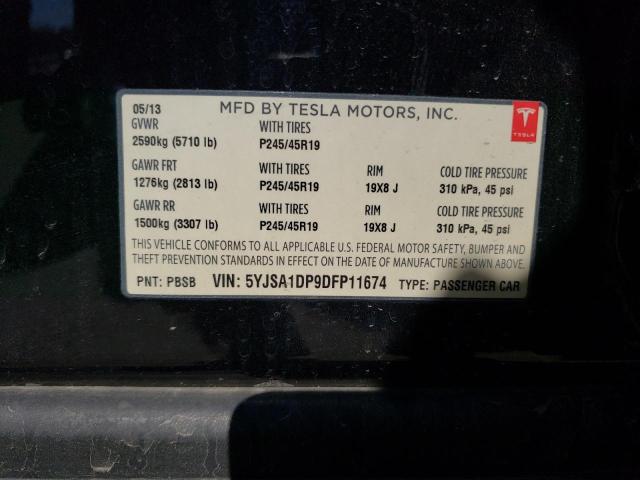 05/13 MFD BY TESLA MOTORS, INC.
TESLA
GVWR WITH TIRES
2590kg (5710 lb) P245/45R19
GAWR FRT WITH TIRES RIM COLD TIRE PRESSURE
1276kg (2813 lb) P245/45R19 19X8 J 310 kPa, 45 psi
GAWR RR WITH TIRES RIM COLD TIRE PRESSURE
1500kg (3307 lb) P245/45R19 19X8 J 310 kPa, 45 psi
THIS VEHICLE CONFORMS TO ALL APPLICABLE U.S. FEDERAL MOTOR SAFETY, BUMPER AND
THEFT PREVENTION STANDARDS IN EFFECT ON THE DATE OF MANUFACTURE SHOWN ABOVE.
PNT: PBSB VIN: 5YJSA1DP9DFP11674 TYPE: PASSENGER CAR